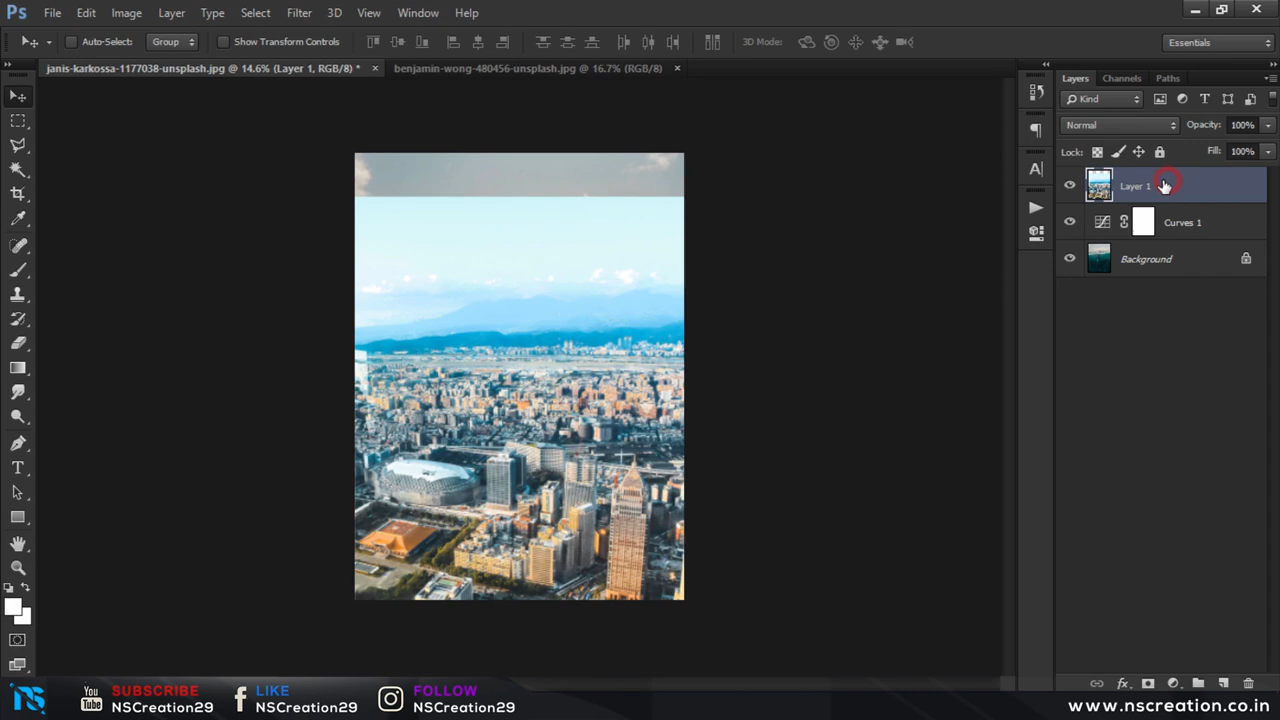 Ps File Edit Image Layer Type Select Filter 3D View Window Help
Auto-Select: Group Show Transform Controls 3D Mode: Essentials
janis-karkossa-1177038-unsplash.jpg @ 14.6% (Layer 1, RGB/8) * × benjamin-wong-480456-unsplash.jpg @ 16.7% (RGB/8) ×
Layers Channels Paths
Kind
Normal Opacity: 100%
Lock: Fill: 100%
Layer 1
Curves 1
Background
NS You Tube SUBSCRIBE NSCreation29 f LIKE NSCreation29 FOLLOW NSCreation29 www.nscreation.co.in